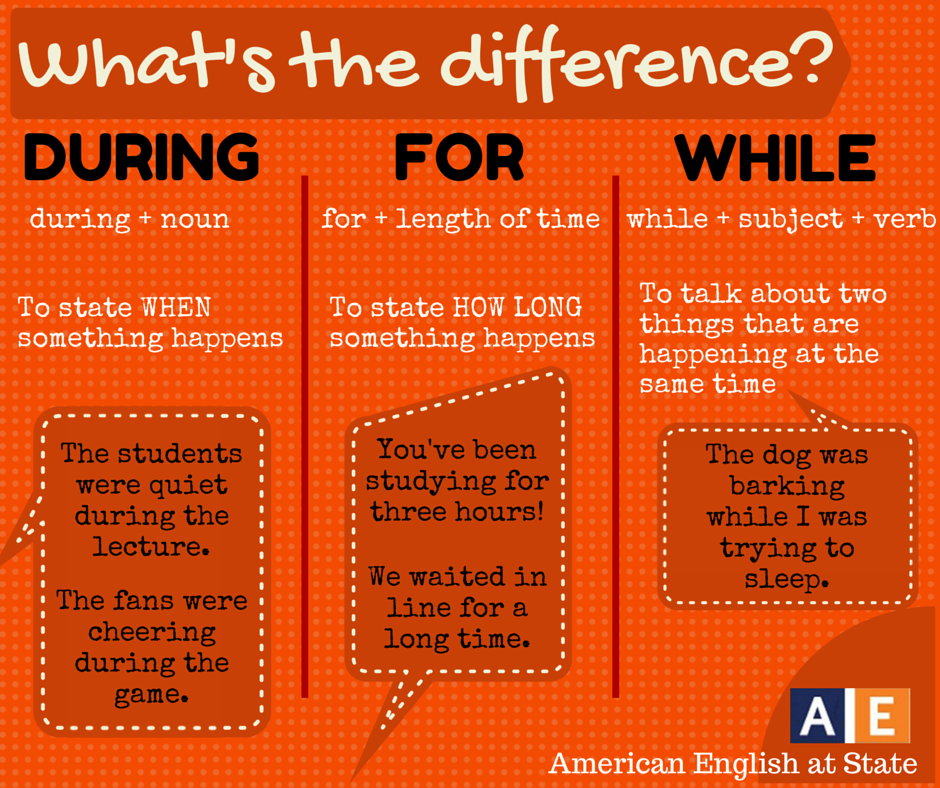 What's the difference?
DURING
during + noun
To state WHEN
something happens
The students
were quiet
during the
lecture.
The fans were
cheering
during the
game.
FOR
for + length of time
To state HOW LONG
something happens
You've been
studying for
three hours!
We waited in
line for a
long time.
WHILE
while + subject + verb
To talk about two
things that are
happening at the
same time
The dog was
barking
while I was
trying to
sleep.
A E
American English at State